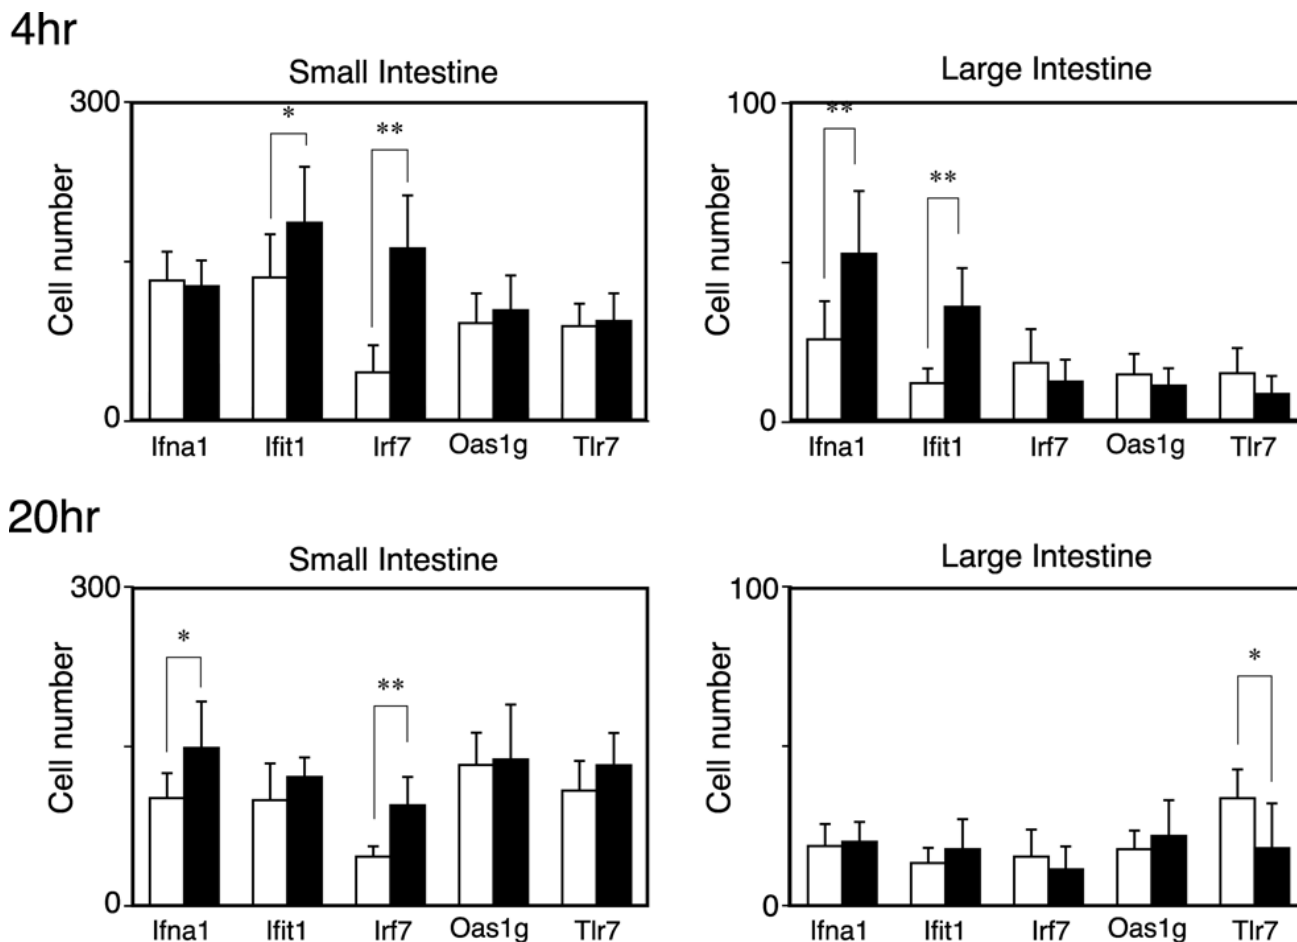 4hr
Small Intestine
300
Cell number
0
* **
Ifna1 Ifit1 Irf7 Oas1g Tlr7
Large Intestine
100
Cell number
0
** **
Ifna1 Ifit1 Irf7 Oas1g Tlr7
20hr
Small Intestine
300
Cell number
0
* **
Ifna1 Ifit1 Irf7 Oas1g Tlr7
Large Intestine
100
Cell number
0
*
Ifna1 Ifit1 Irf7 Oas1g Tlr7